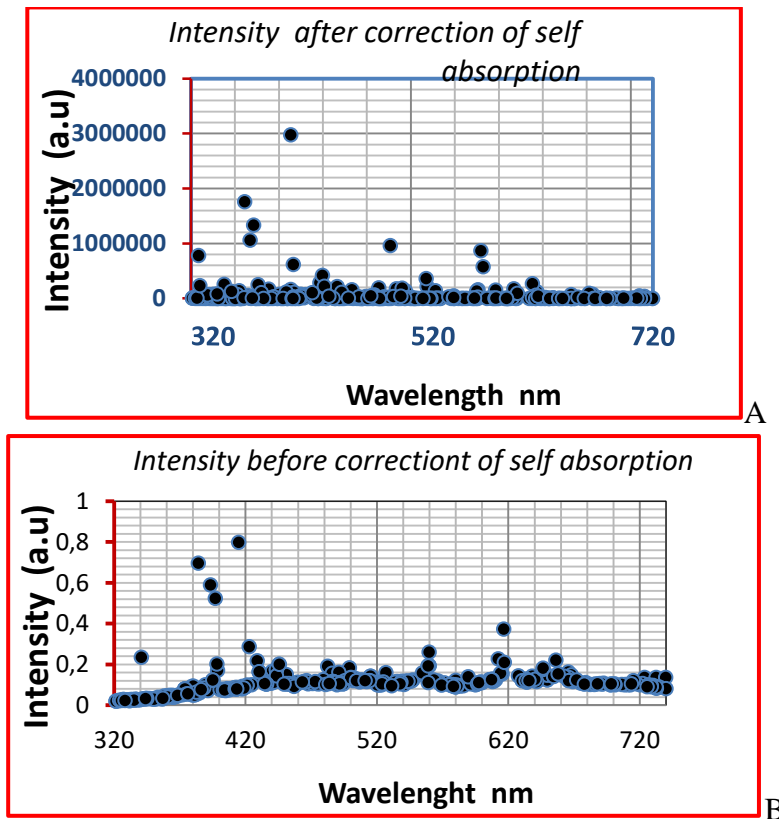 Intensity after correction of self
absorption
4000000
3000000
2000000
1000000
0
Intensity (a.u)
320 520 720
Wavelength nm
A
Intensity before correctiont of self absorption
1
0,8
0,6
0,4
0,2
0
Intensity (a.u)
320 420 520 620 720
Wavelenght nm
B